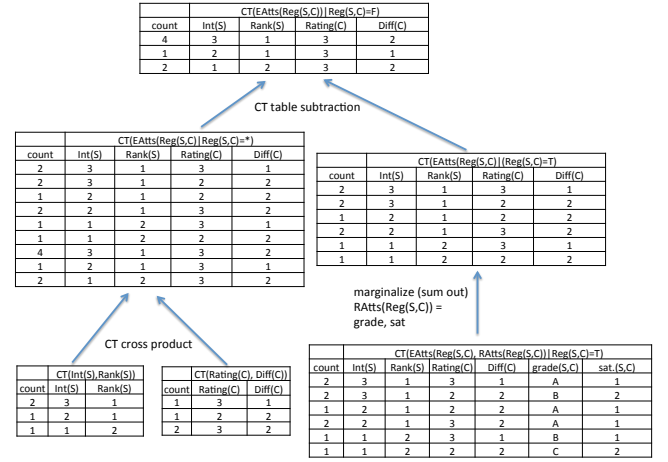 CT(EAtts(Reg(S,C))|Reg(S,C)=F)
count Int(S) Rank(S) Rating(C) Diff(C)
4 3 1 3 2
1 2 1 3 1
2 1 2 3 2
CT table subtraction
CT(EAtts(Reg(S,C)|Reg(S,C)=*)
count Int(S) Rank(S) Rating(C) Diff(C)
2 3 1 3 1
2 3 1 2 2
1 2 1 2 2
2 2 1 3 2
1 1 2 3 1
1 1 2 2 2
4 3 1 3 2
1 2 1 3 1
2 1 2 3 2
CT(EAtts(Reg(S,C)|(Reg(S,C)=T)
count Int(S) Rank(S) Rating(C) Diff(C)
2 3 1 3 1
2 3 1 2 2
1 2 1 2 2
2 2 1 3 2
1 1 2 3 1
1 1 2 2 2
marginalize (sum out)
RAtts(Reg(S,C)) =
grade, sat
CT cross product
CT(Int(S),Rank(S))
count Int(S) Rank(S)
2 3 1
1 2 1
1 1 2
CT(Rating(C), Diff(C))
count Rating(C) Diff(C)
1 3 1
1 2 2
2 3 2
CT(EAtts(Reg(S,C), RAtts(Reg(S,C))|Reg(S,C)=T)
count Int(S) Rank(S) Rating(C) Diff(C) grade(S,C) sat.(S,C)
2 3 1 3 1 A 1
2 3 1 2 2 B 2
1 2 1 2 2 A 1
2 2 1 3 2 A 1
1 1 2 3 1 B 1
1 1 2 2 2 C 2